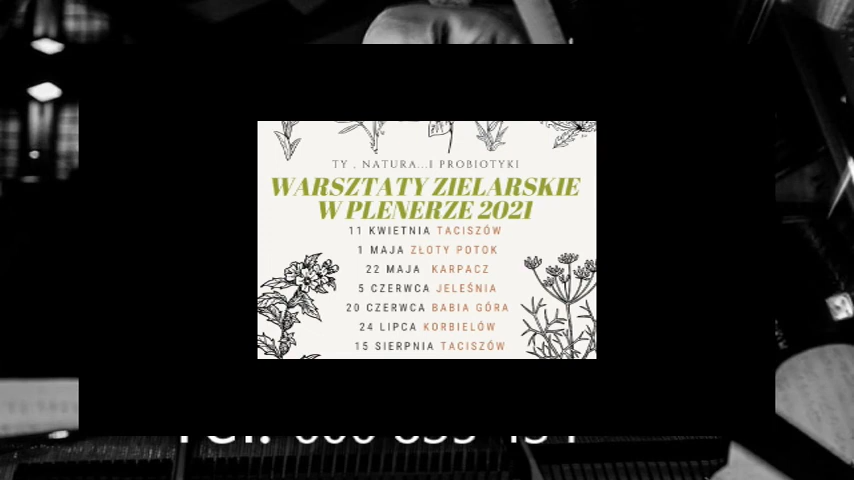 TY , NATURA...I PROBIOTYKI
WARSZTATY ZIELARSKIE
W PLENERZE 2021
11 KWIETNIA TACISZÓW
1 MAJA ZŁOTY POTOK
22 MAJA KARPACZ
5 CZERWCA JELEŚNIA
20 CZERWCA BABIA GÓRA
24 LIPCA KORBIELÓW
15 SIERPNIA TACISZÓW